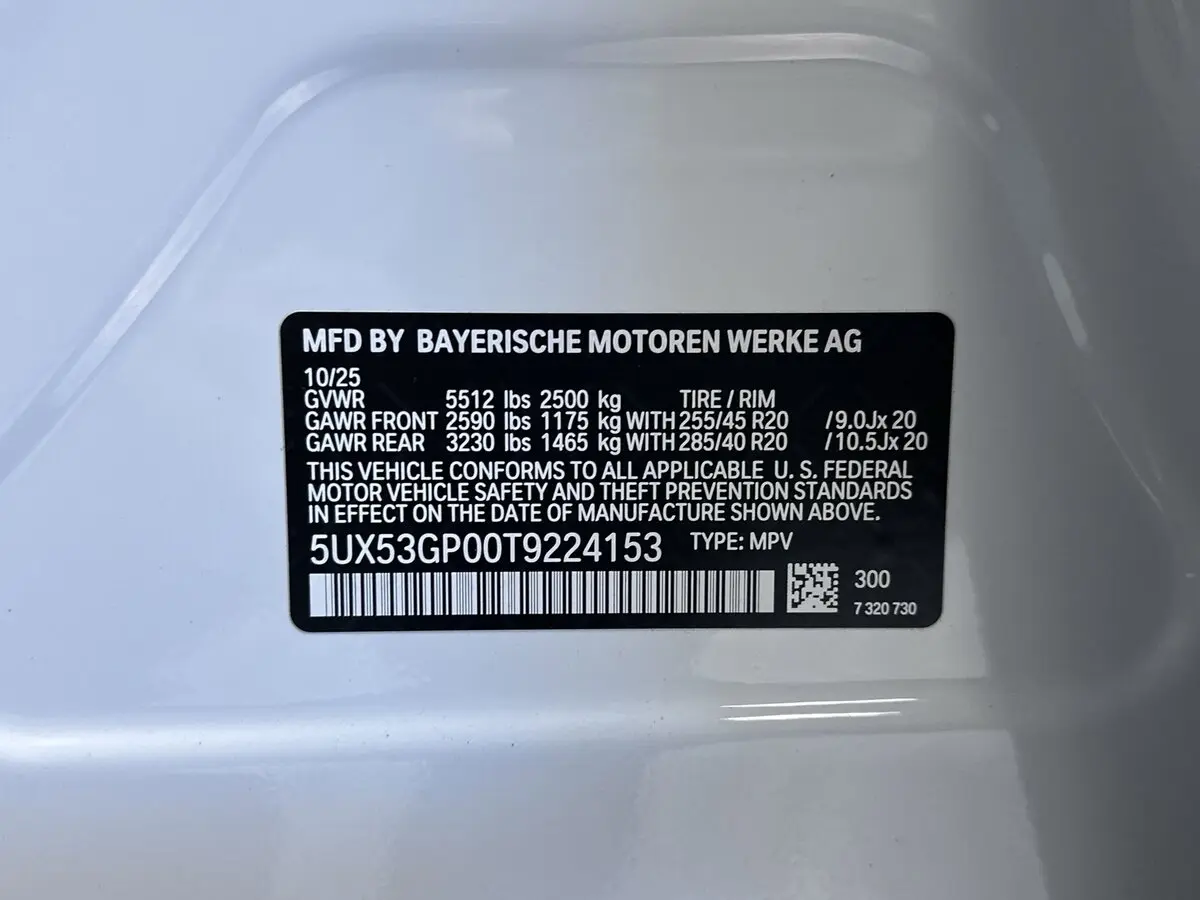 MFD BY BAYERISCHE MOTOREN WERKE AG
10/25
GVWR 5512 lbs 2500 kg TIRE / RIM
GAWR FRONT 2590 lbs 1175 kg WITH 255/45 R20 /9.0Jx 20
GAWR REAR 3230 lbs 1465 kg WITH 285/40 R20 /10.5Jx 20
THIS VEHICLE CONFORMS TO ALL APPLICABLE U. S. FEDERAL
MOTOR VEHICLE SAFETY AND THEFT PREVENTION STANDARDS
IN EFFECT ON THE DATE OF MANUFACTURE SHOWN ABOVE.
5UX53GP00T9224153 TYPE: MPV
300
7 320 730